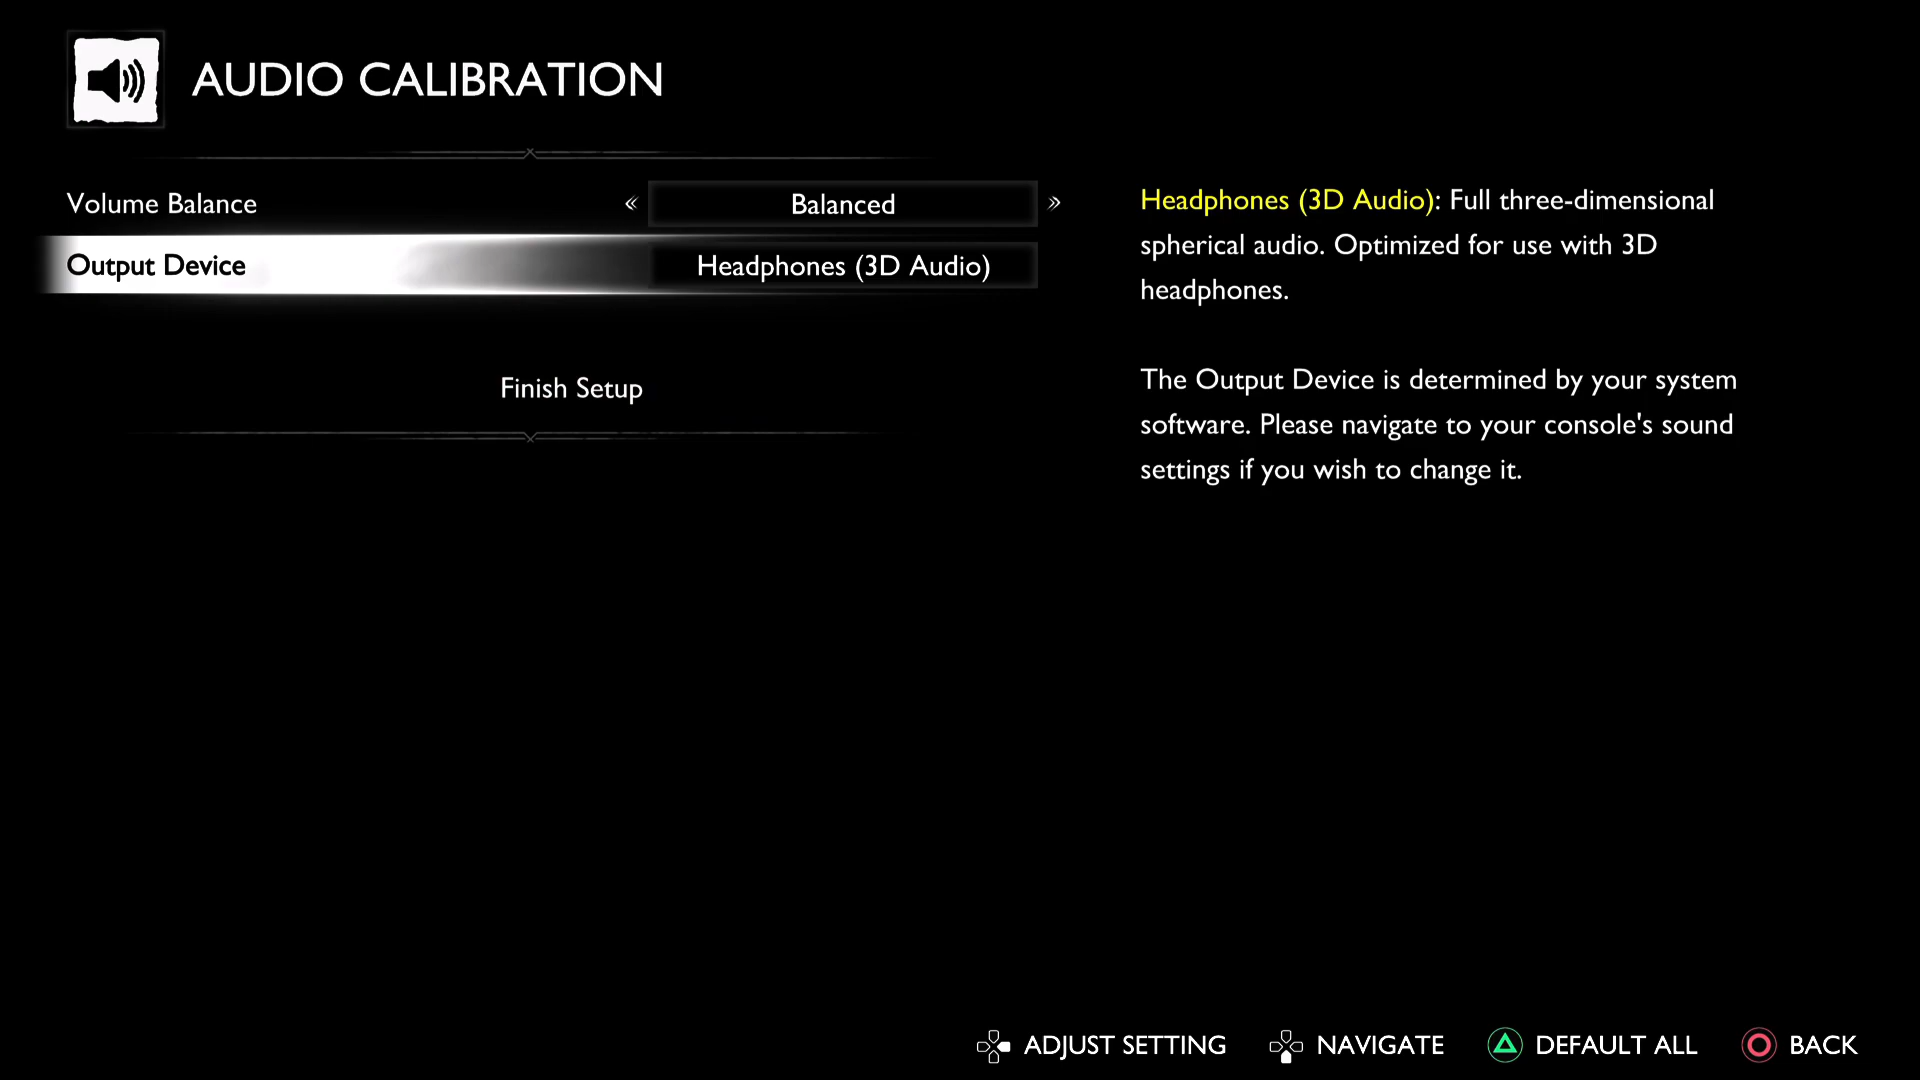 AUDIO CALIBRATION
Volume Balance « Balanced »
Output Device Headphones (3D Audio)
Finish Setup
Headphones (3D Audio): Full three-dimensional
spherical audio. Optimized for use with 3D
headphones.
The Output Device is determined by your system
software. Please navigate to your console's sound
settings if you wish to change it.
ADJUST SETTING NAVIGATE DEFAULT ALL BACK